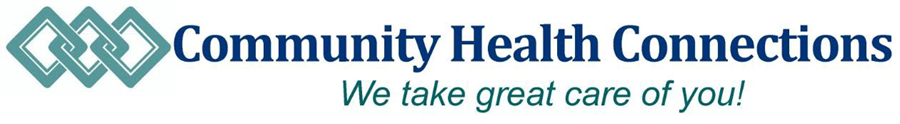 Community Health Connections
We take great care of you!